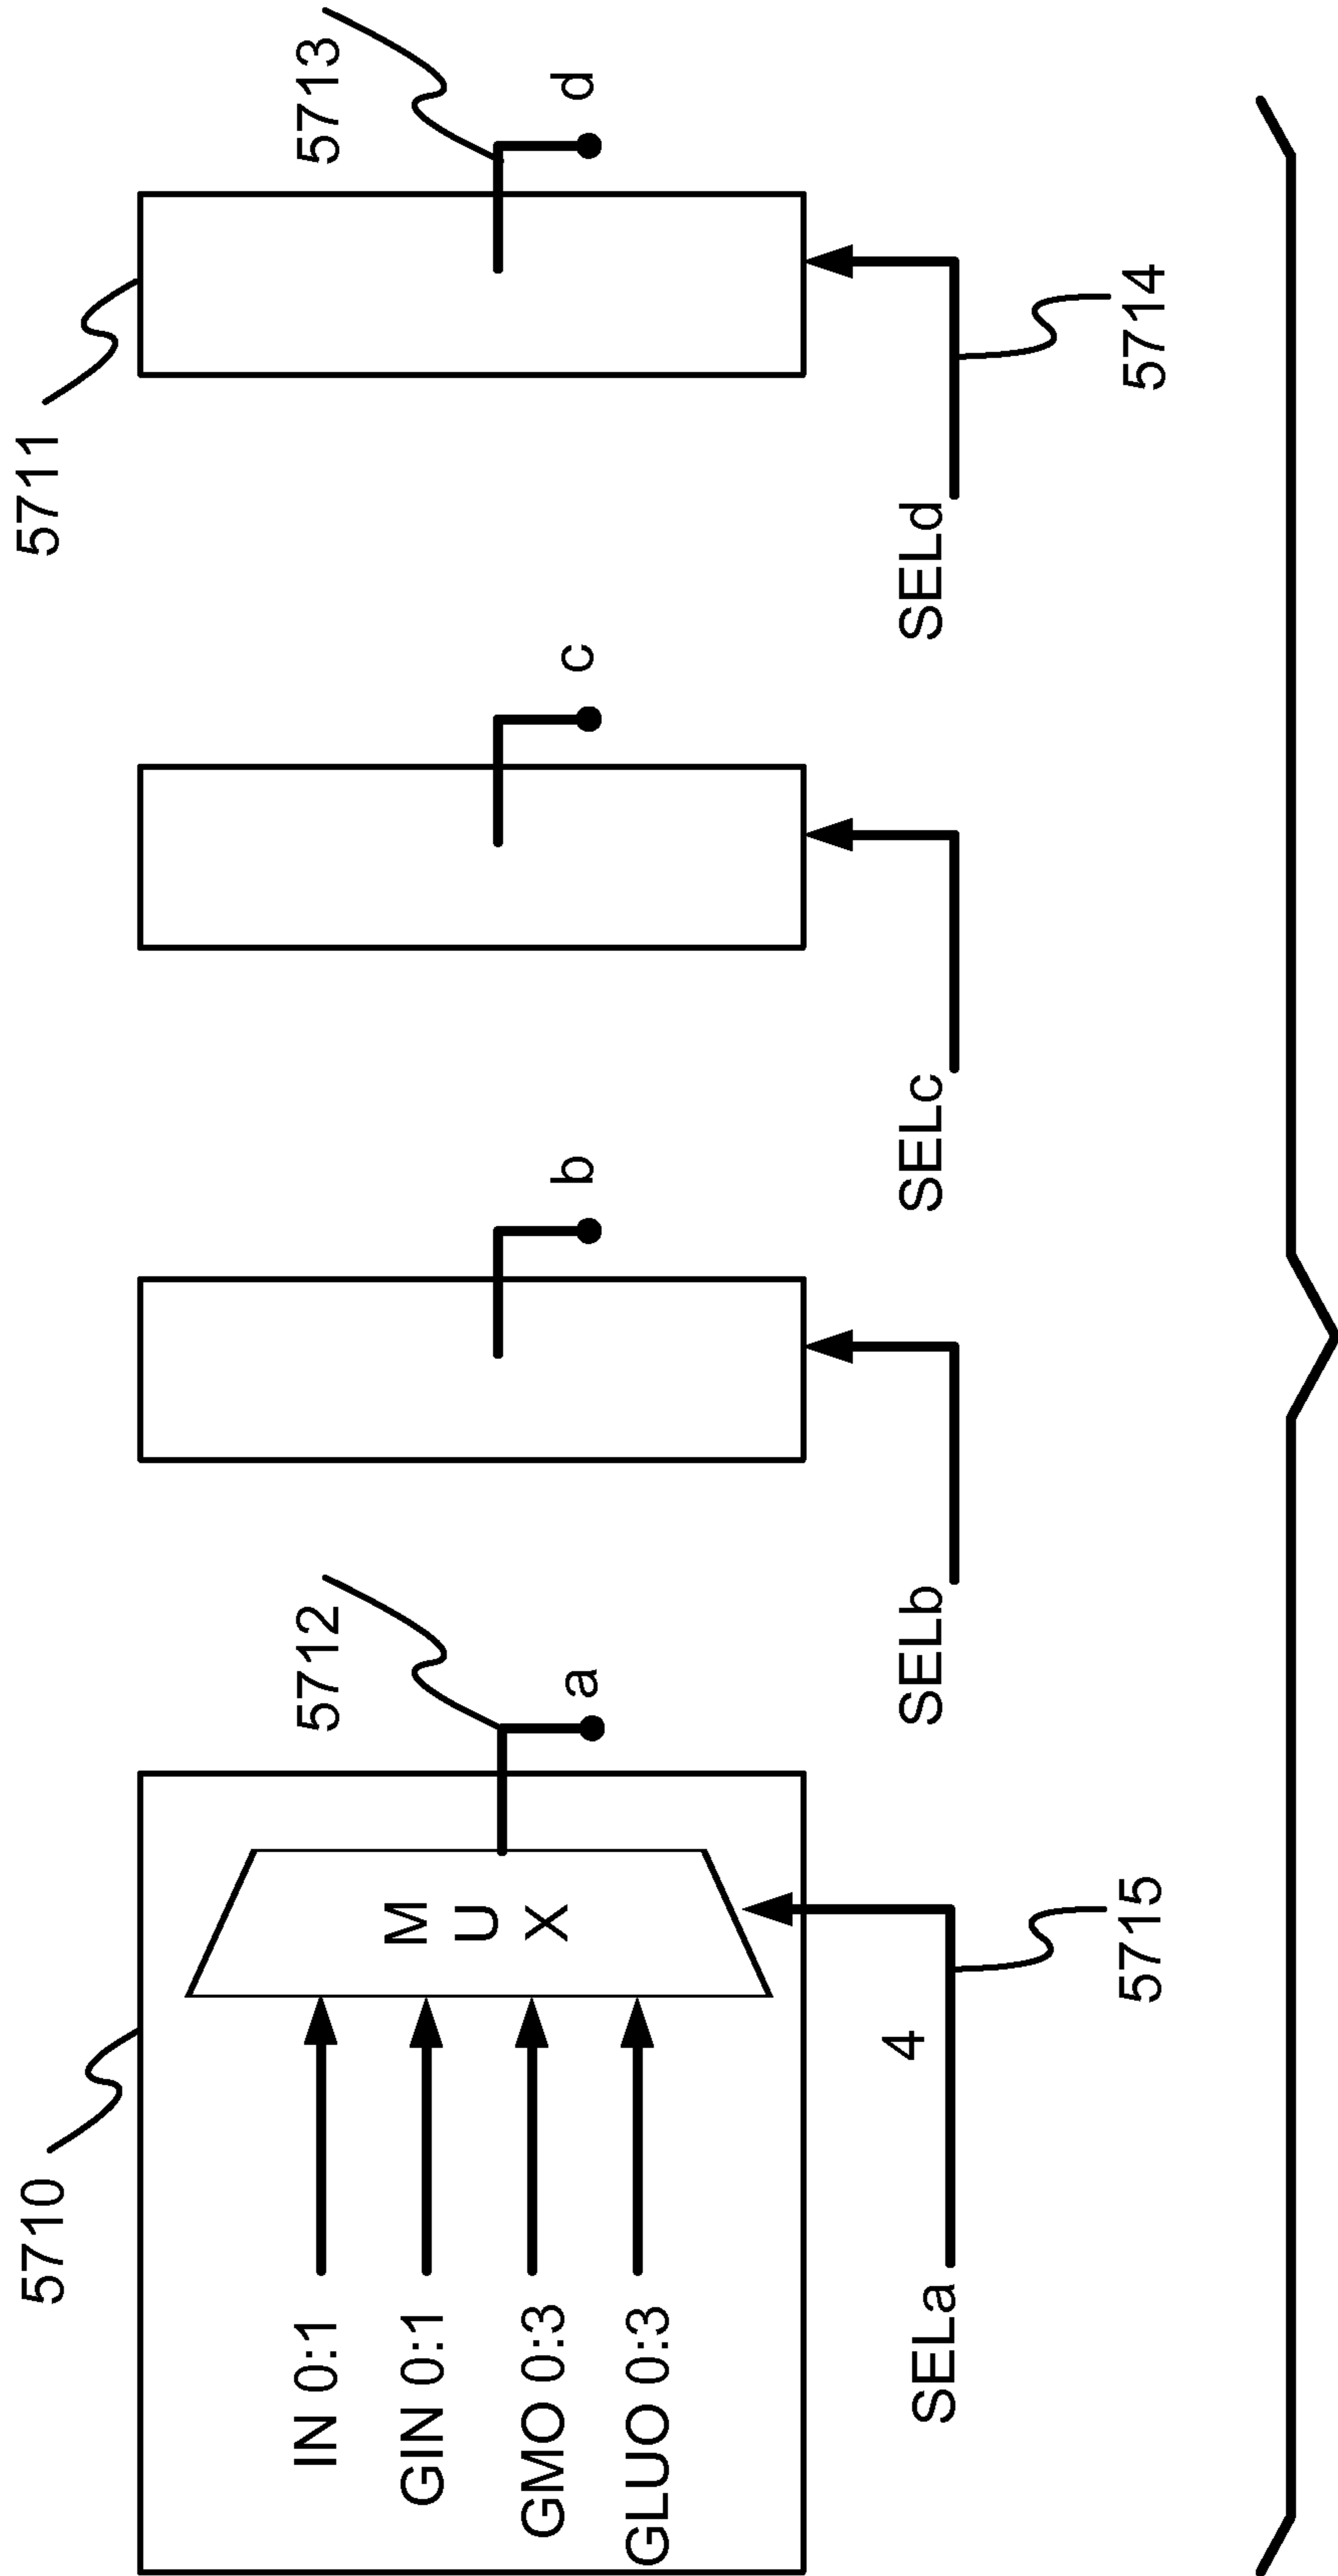 5710
5712
5711
5713
IN 0:1
GIN 0:1
GMO 0:3
GLUO 0:3
M
U
X
a
b
c
d
SELa
4
SELb
SELc
SELd
5715
5714